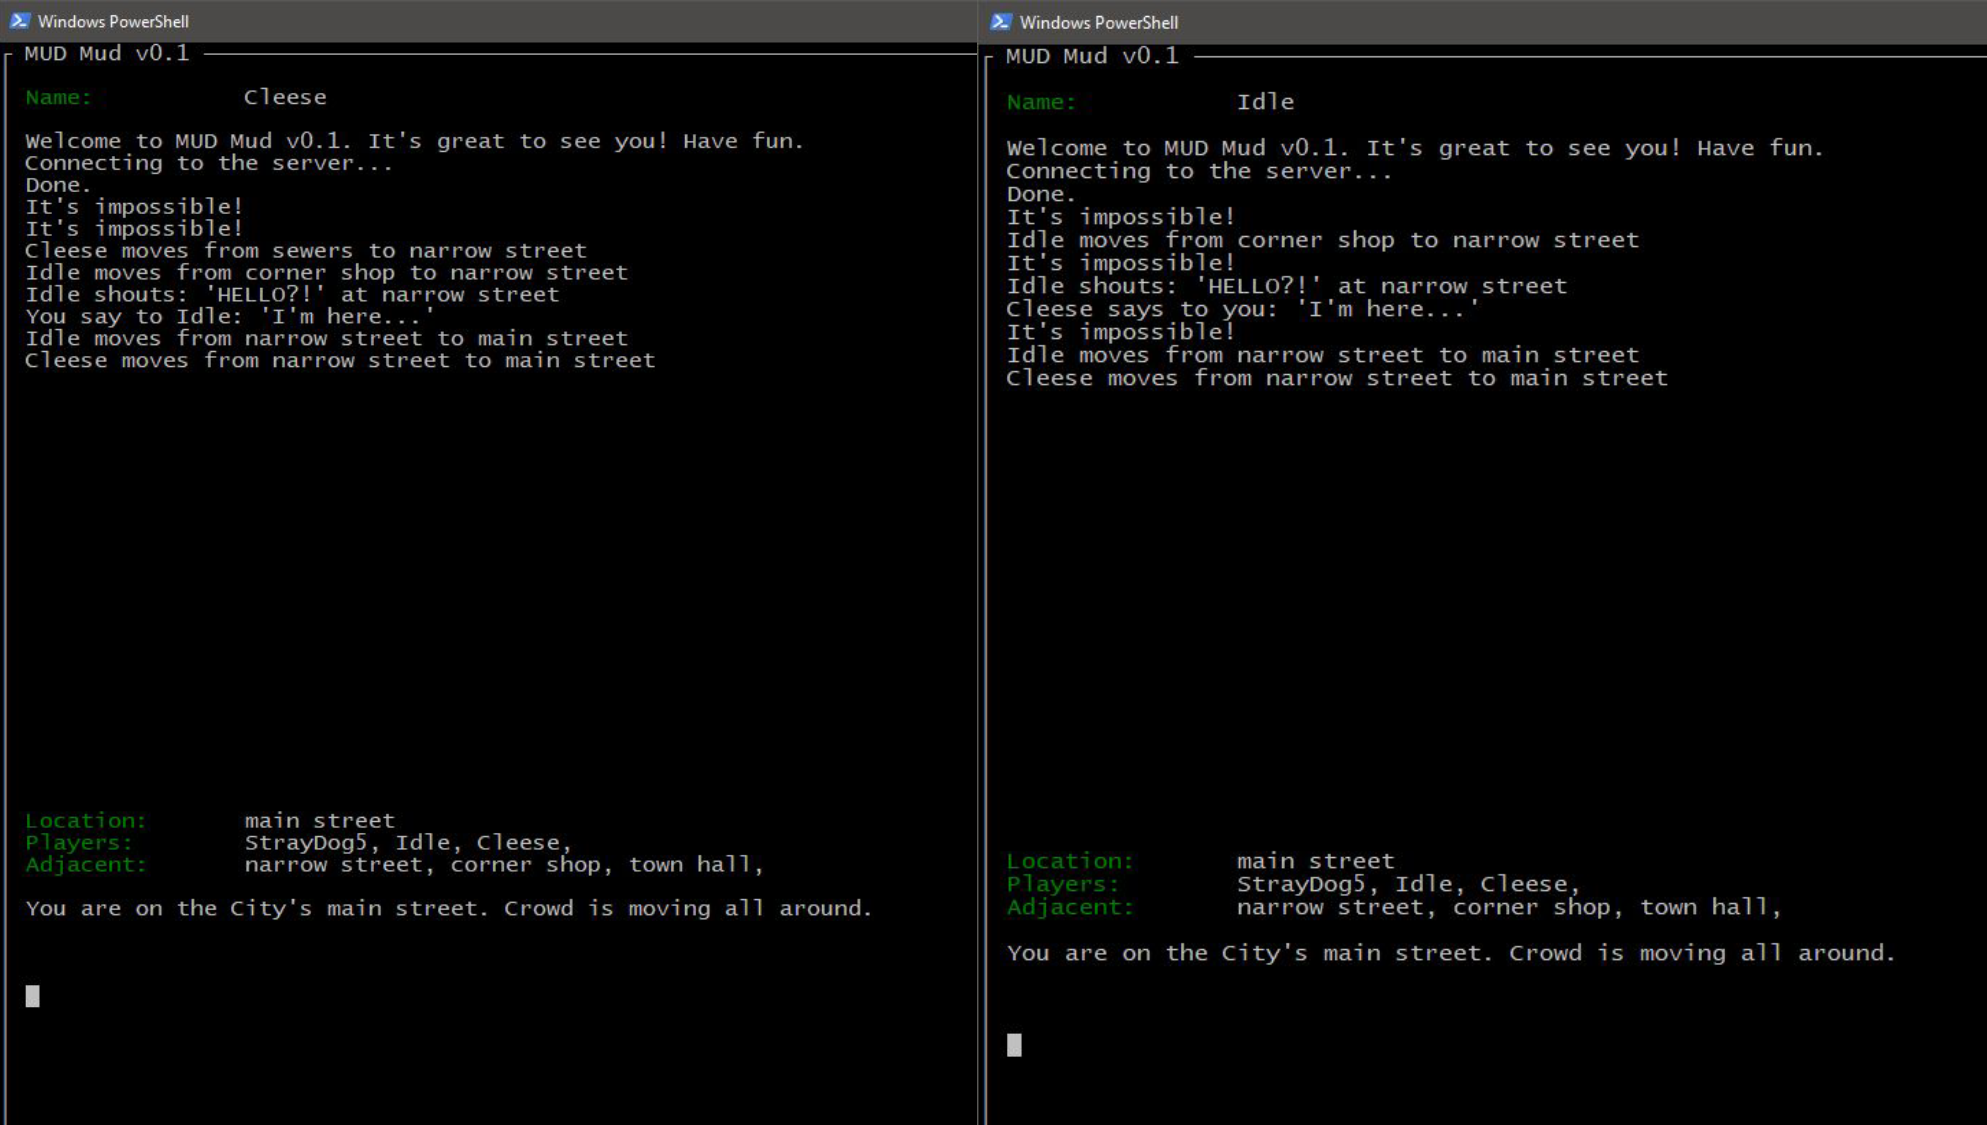 Windows PowerShell
MUD Mud v0.1
Name: Cleese
Welcome to MUD Mud v0.1. It's great to see you! Have fun.
Connecting to the server...
Done.
It's impossible!
It's impossible!
Cleese moves from sewers to narrow street
Idle moves from corner shop to narrow street
Idle shouts: 'HELLO?!' at narrow street
You say to Idle: 'I'm here...'
Idle moves from narrow street to main street
Cleese moves from narrow street to main street
Location: main street
Players: StrayDog5, Idle, Cleese,
Adjacent: narrow street, corner shop, town hall,
You are on the City's main street. Crowd is moving all around.
Windows PowerShell
MUD Mud v0.1
Name: Idle
Welcome to MUD Mud v0.1. It's great to see you! Have fun.
Connecting to the server...
Done.
It's impossible!
Idle moves from corner shop to narrow street
It's impossible!
Idle shouts: 'HELLO?!' at narrow street
Cleese says to you: 'I'm here...'
It's impossible!
Idle moves from narrow street to main street
Cleese moves from narrow street to main street
Location: main street
Players: StrayDog5, Idle, Cleese,
Adjacent: narrow street, corner shop, town hall,
You are on the City's main street. Crowd is moving all around.